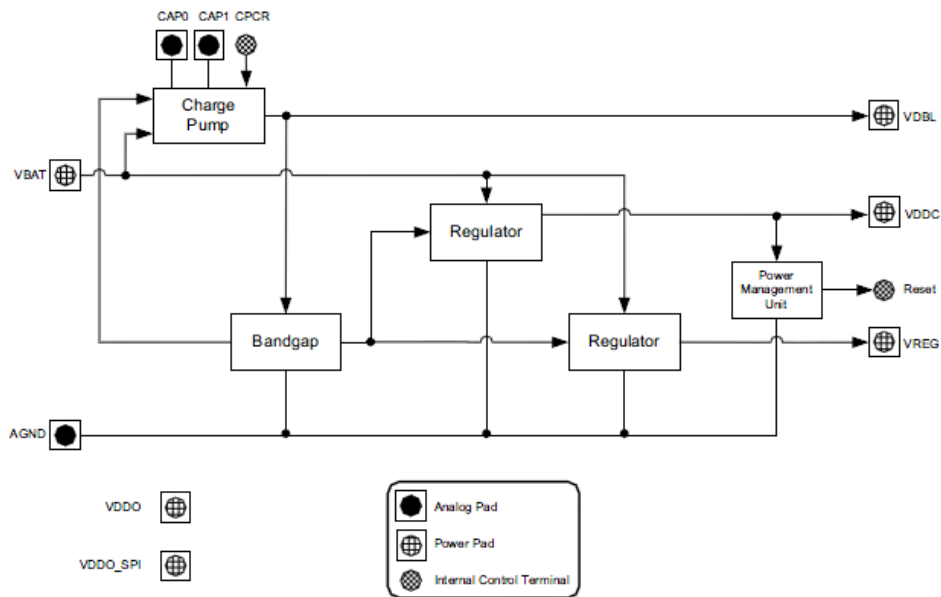 CAP0 CAP1 CPCR
Charge
Pump
VDBL
VBAT
VDDC
Regulator
Power
Management
Unit
Reset
Bandgap
Regulator
VREG
AGND
VDDO
Analog Pad
Power Pad
VDDO_SPI
Internal Control Terminal